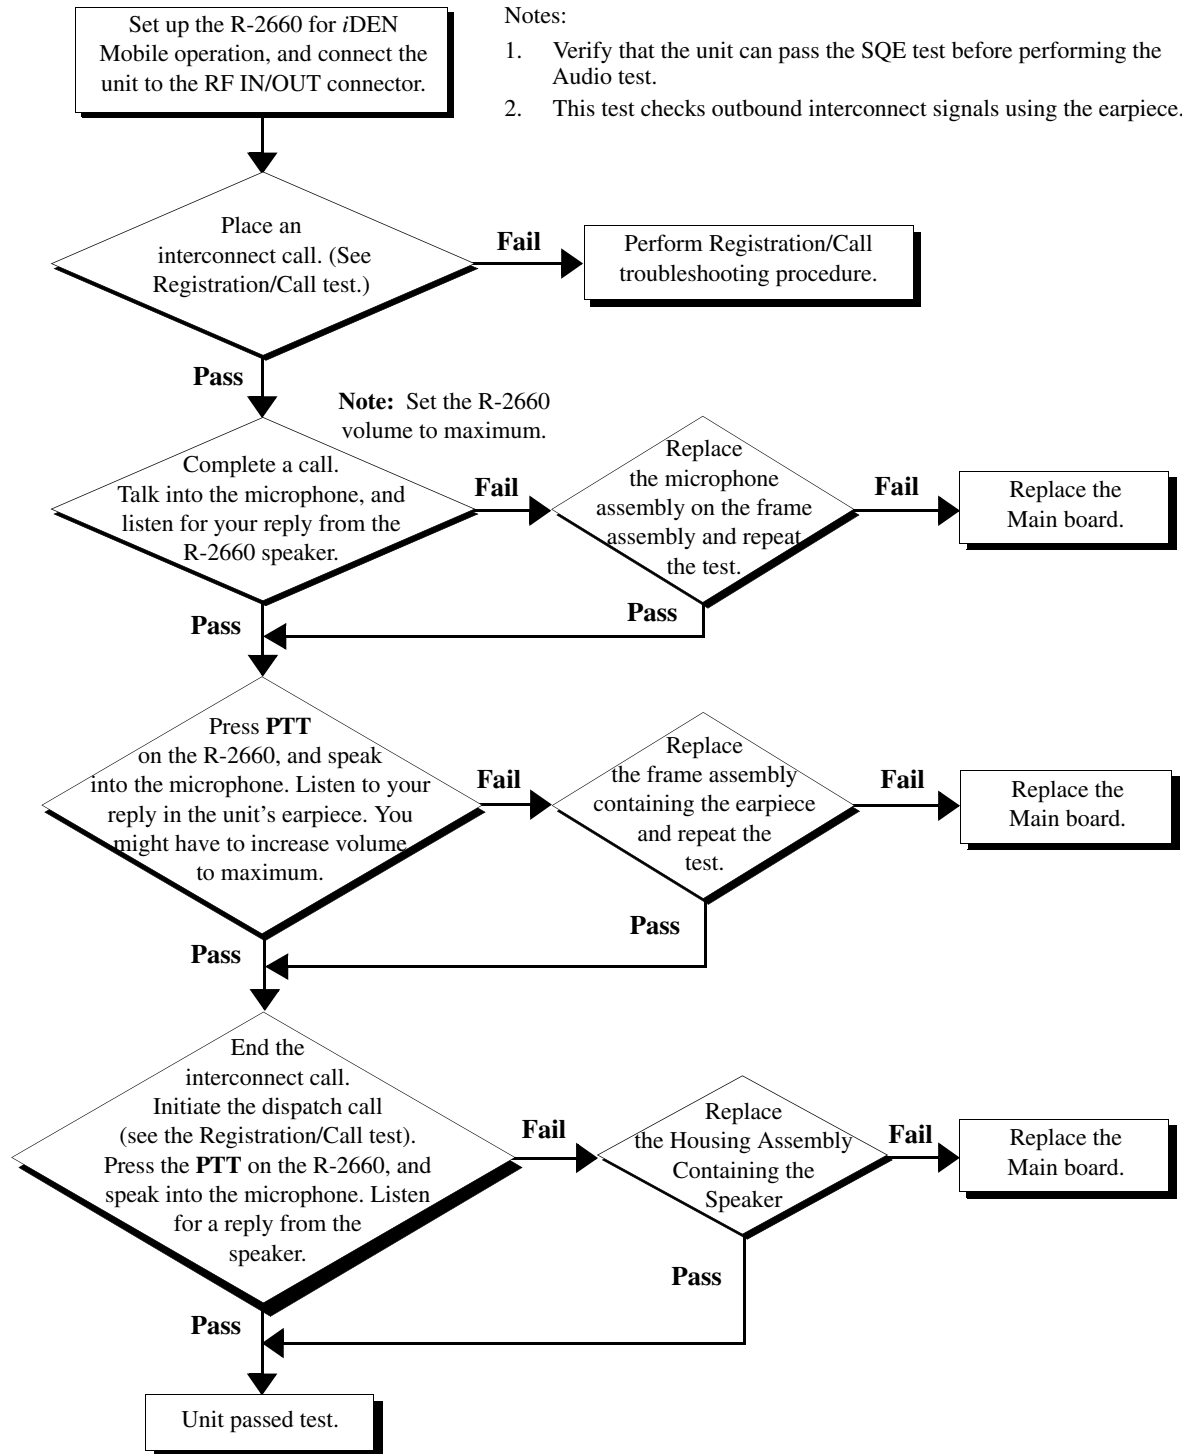 Set up the R-2660 for iDEN
Mobile operation, and connect the
unit to the RF IN/OUT connector.
Notes:
1. Verify that the unit can pass the SQE test before performing the
Audio test.
2. This test checks outbound interconnect signals using the earpiece.
Place an
interconnect call. (See
Registration/Call test.)
Fail
Perform Registration/Call
troubleshooting procedure.
Pass
Note: Set the R-2660
volume to maximum.
Complete a call.
Talk into the microphone, and
listen for your reply from the
R-2660 speaker.
Fail
Replace
the microphone
assembly on the frame
assembly and repeat
the test.
Fail
Replace the
Main board.
Pass
Pass
Press PTT
on the R-2660, and speak
into the microphone. Listen to your
reply in the unit’s earpiece. You
might have to increase volume
to maximum.
Fail
Replace
the frame assembly
containing the earpiece
and repeat the
test.
Fail
Replace the
Main board.
Pass
Pass
End the
interconnect call.
Initiate the dispatch call
(see the Registration/Call test).
Press the PTT on the R-2660, and
speak into the microphone. Listen
for a reply from the
speaker.
Fail
Replace
the Housing Assembly
Containing the
Speaker
Fail
Replace the
Main board.
Pass
Pass
Unit passed test.